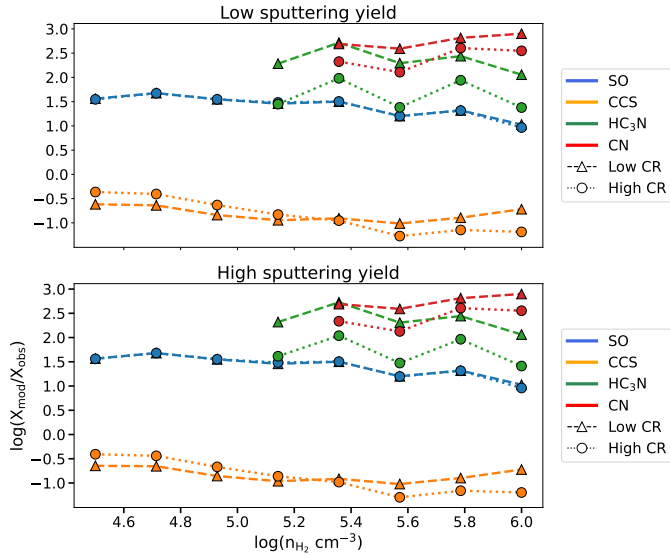 Low sputtering yield
3.0
2.5
2.0
1.5
1.0
0.5
0.0
−0.5
−1.0
SO
CCS
HC₃N
CN
Low CR
High CR
High sputtering yield
3.0
2.5
2.0
1.5
1.0
0.5
0.0
−0.5
−1.0
log(X_mod/X_obs)
SO
CCS
HC₃N
CN
Low CR
High CR
4.6 4.8 5.0 5.2 5.4 5.6 5.8 6.0
log(n_H₂ cm⁻³)